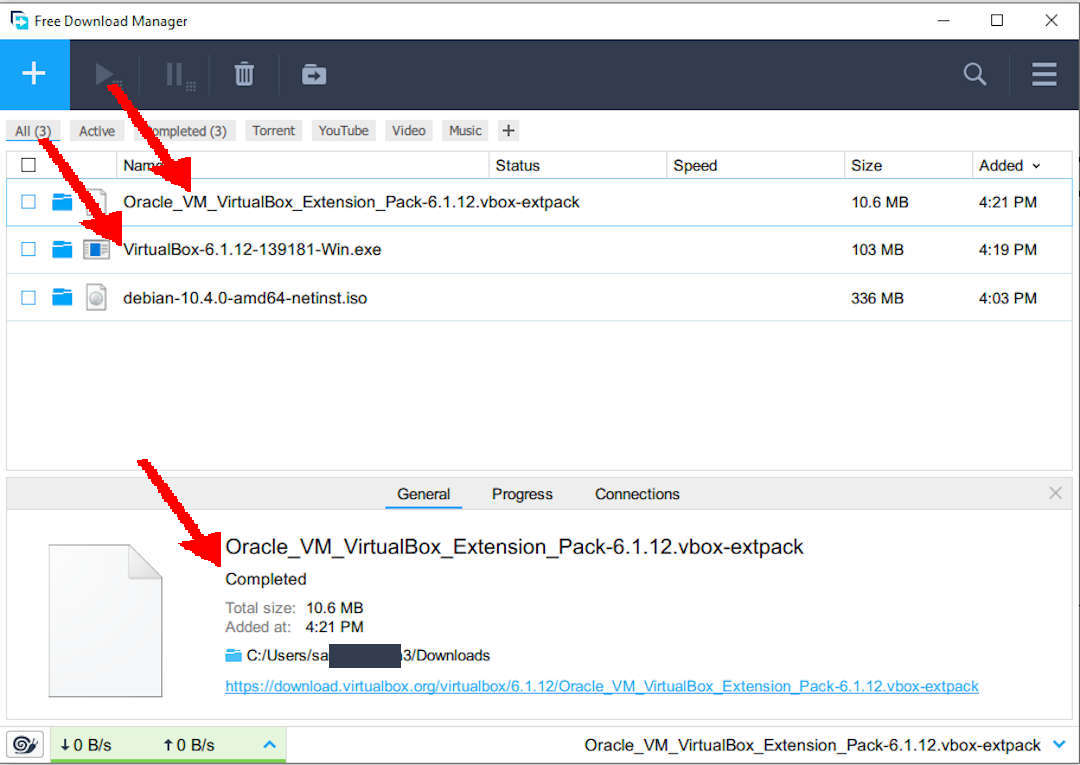 Free Download Manager
All (3) Active Completed (3) Torrent YouTube Video Music +
Name Status Speed Size Added
Oracle_VM_VirtualBox_Extension_Pack-6.1.12.vbox-extpack 10.6 MB 4:21 PM
VirtualBox-6.1.12-139181-Win.exe 103 MB 4:19 PM
debian-10.4.0-amd64-netinst.iso 336 MB 4:03 PM
General Progress Connections
Oracle_VM_VirtualBox_Extension_Pack-6.1.12.vbox-extpack
Completed
Total size: 10.6 MB
Added at: 4:21 PM
C:/Users/sa 3/Downloads
https://download.virtualbox.org/virtualbox/6.1.12/Oracle_VM_VirtualBox_Extension_Pack-6.1.12.vbox-extpack
↓0 B/s ↑0 B/s Oracle_VM_VirtualBox_Extension_Pack-6.1.12.vbox-extpack